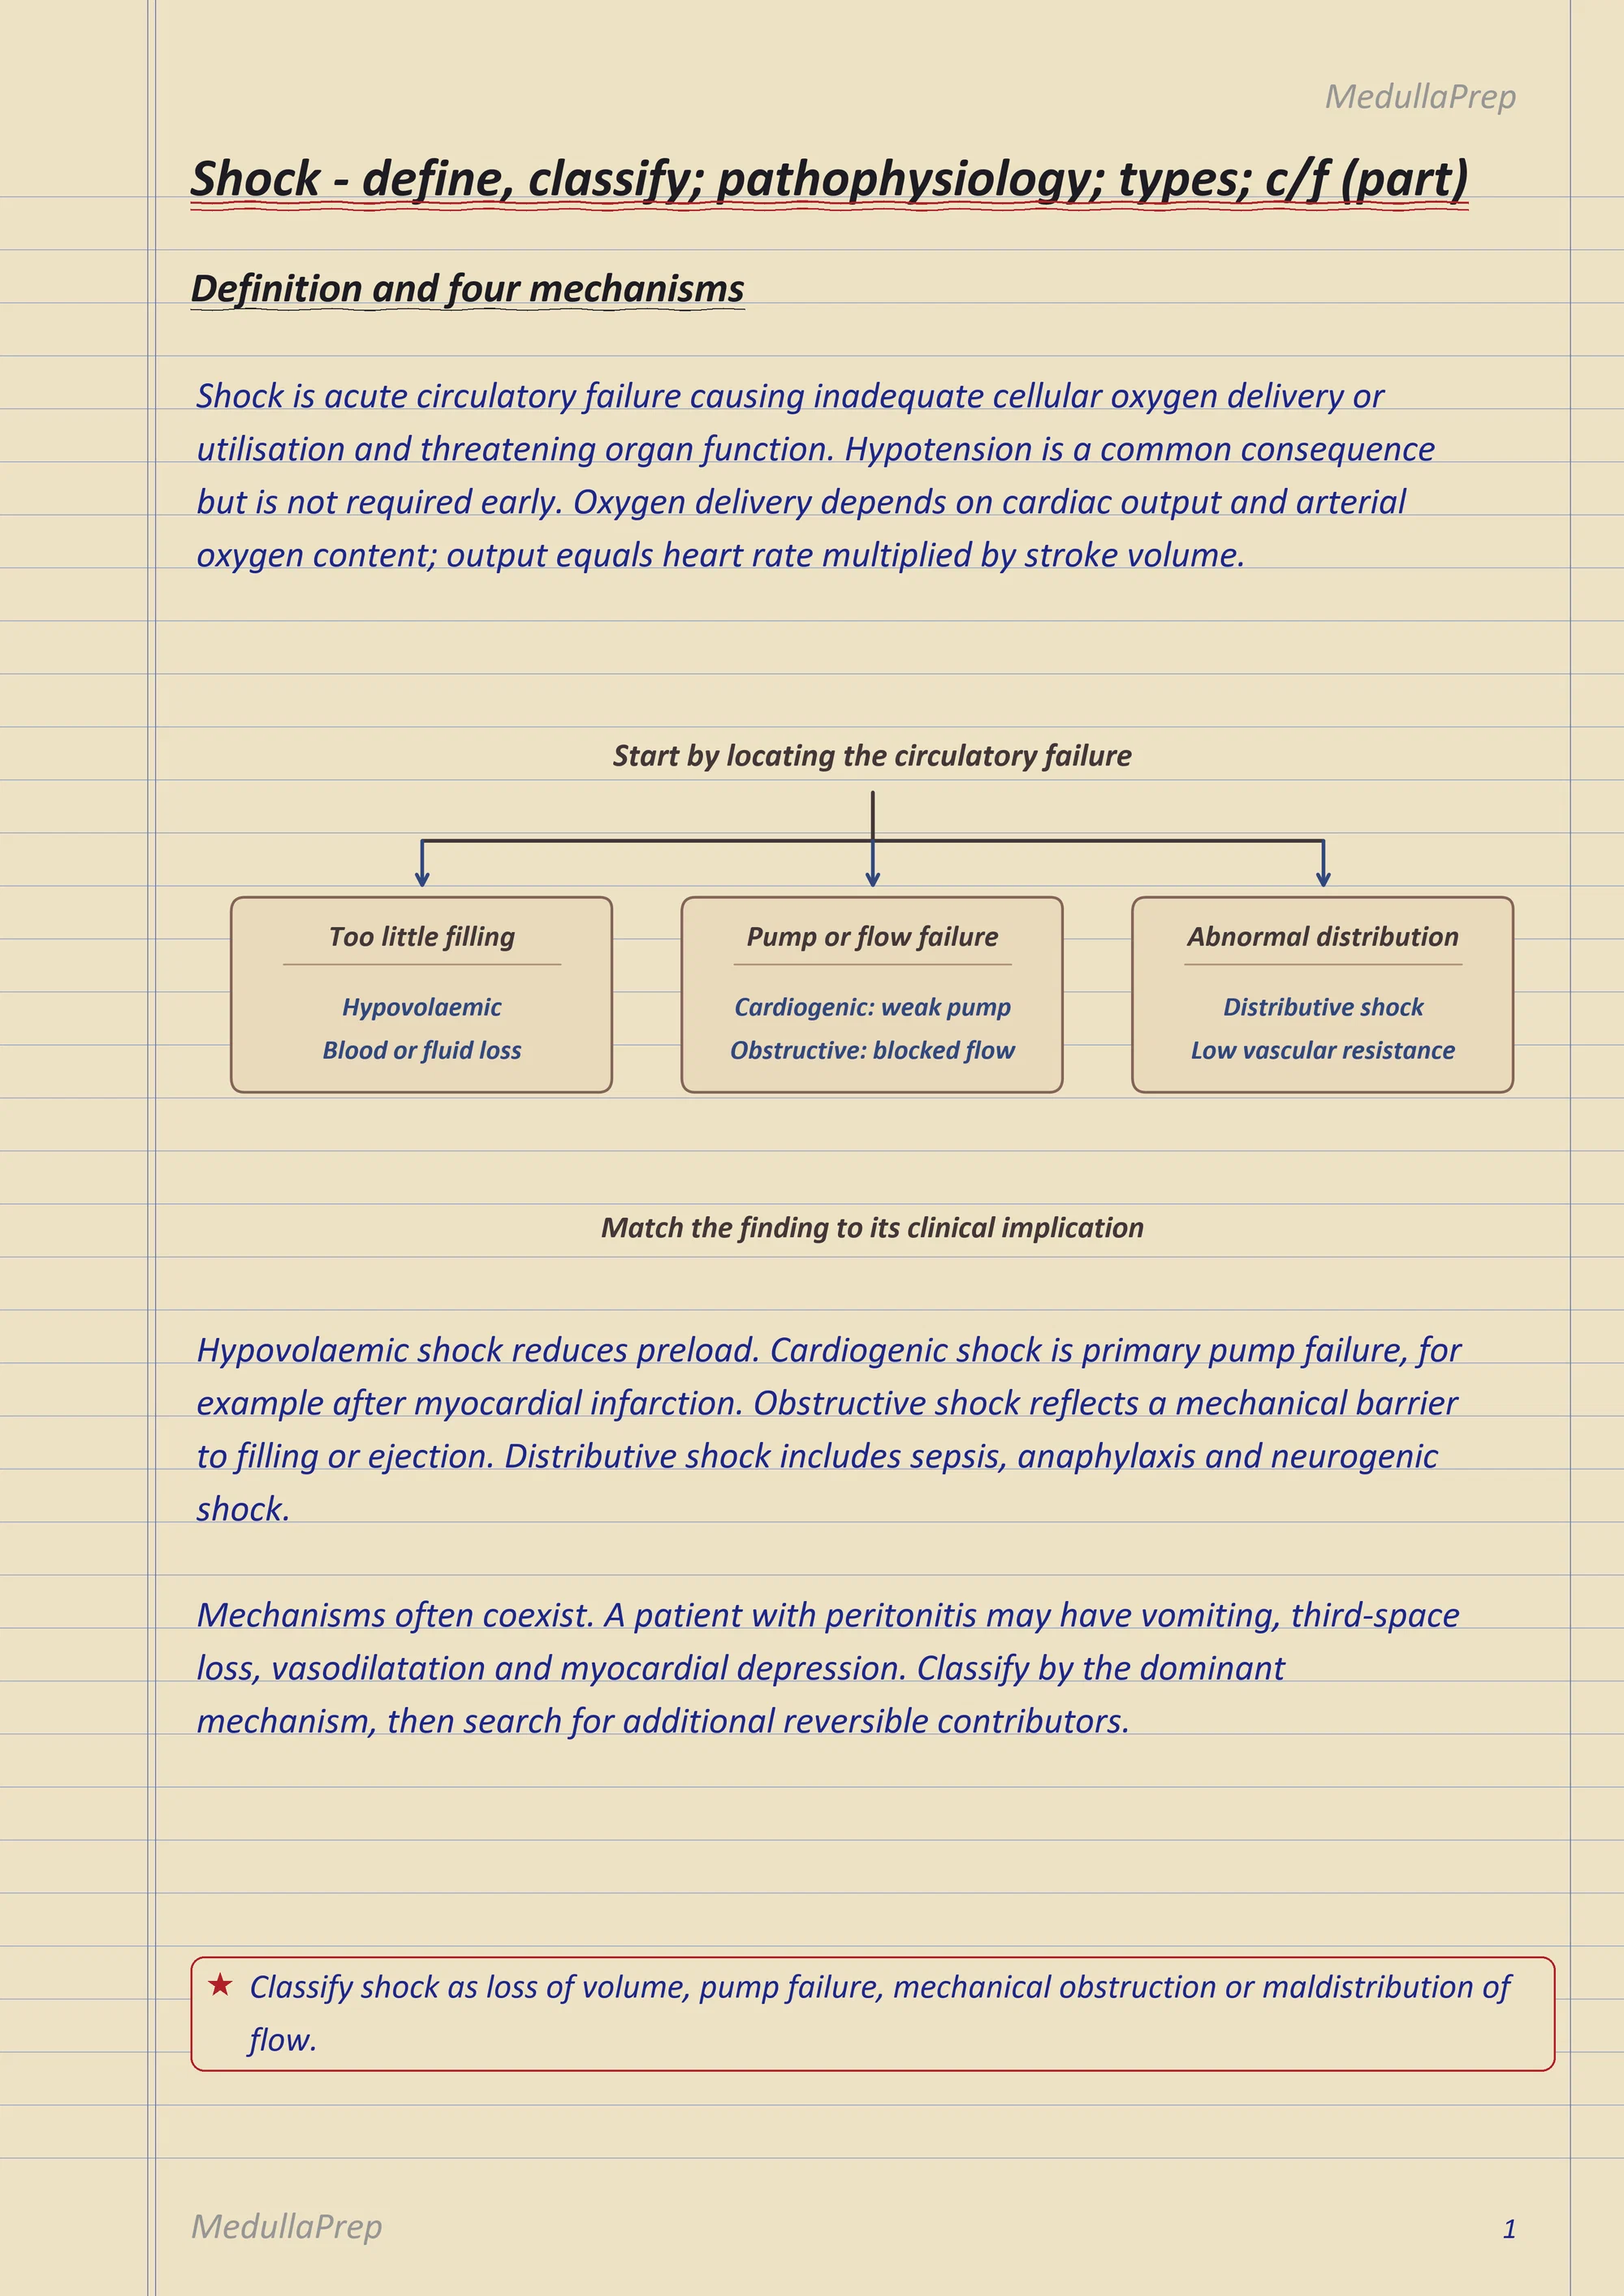 MedullaPrep
Shock - define, classify; pathophysiology; types; c/f (part)
Definition and four mechanisms
Shock is acute circulatory failure causing inadequate cellular oxygen delivery or
utilisation and threatening organ function. Hypotension is a common consequence
but is not required early. Oxygen delivery depends on cardiac output and arterial
oxygen content; output equals heart rate multiplied by stroke volume.
Start by locating the circulatory failure
Too little filling
Hypovolaemic
Blood or fluid loss
Pump or flow failure
Cardiogenic: weak pump
Obstructive: blocked flow
Abnormal distribution
Distributive shock
Low vascular resistance
Match the finding to its clinical implication
Hypovolaemic shock reduces preload. Cardiogenic shock is primary pump failure, for
example after myocardial infarction. Obstructive shock reflects a mechanical barrier
to filling or ejection. Distributive shock includes sepsis, anaphylaxis and neurogenic
shock.
Mechanisms often coexist. A patient with peritonitis may have vomiting, third-space
loss, vasodilatation and myocardial depression. Classify by the dominant
mechanism, then search for additional reversible contributors.
★ Classify shock as loss of volume, pump failure, mechanical obstruction or maldistribution of
flow.
MedullaPrep
1